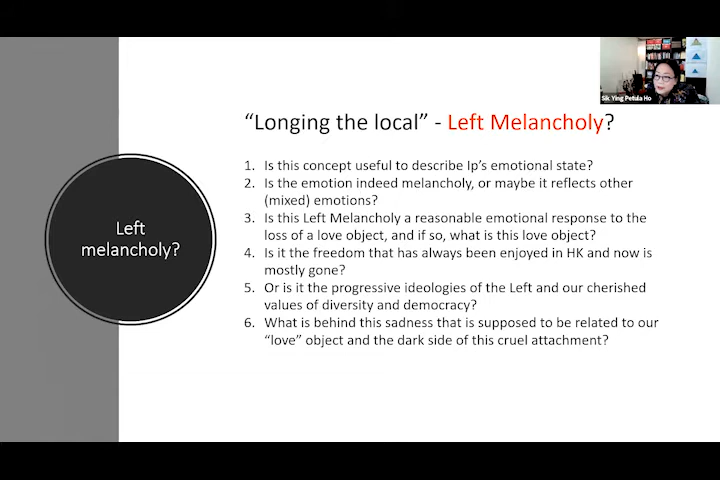 Sik Ying Petula Ho
"Longing the local" - Left Melancholy?
Left
melancholy?
1. Is this concept useful to describe Ip's emotional state?
2. Is the emotion indeed melancholy, or maybe it reflects other
(mixed) emotions?
3. Is this Left Melancholy a reasonable emotional response to the
loss of a love object, and if so, what is this love object?
4. Is it the freedom that has always been enjoyed in HK and now is
mostly gone?
5. Or is it the progressive ideologies of the Left and our cherished
values of diversity and democracy?
6. What is behind this sadness that is supposed to be related to our
"love" object and the dark side of this cruel attachment?